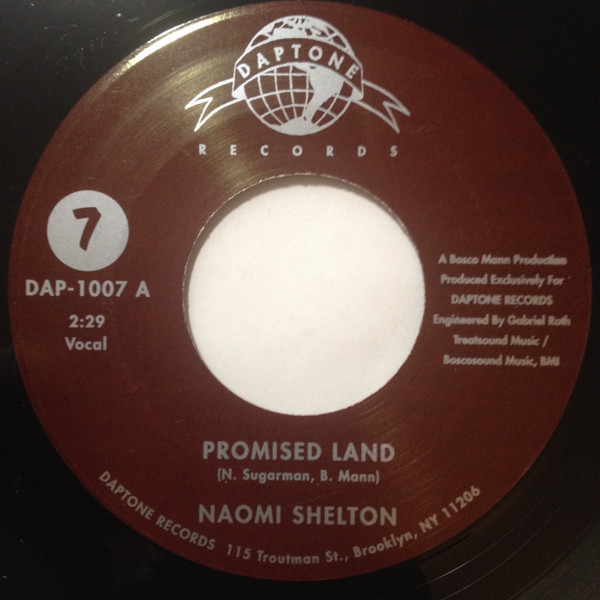 DAPTONE
RECORDS
7
DAP-1007 A
2:29
Vocal
A Bosco Mann Production
Produced Exclusively For
DAPTONE RECORDS
Engineered By Gabriel Roth
Treatsound Music /
Boscosound Music, BMI
PROMISED LAND
(N. Sugarman, B. Mann)
NAOMI SHELTON
DAPTONE RECORDS 115 Troutman St., Brooklyn, NY 11206